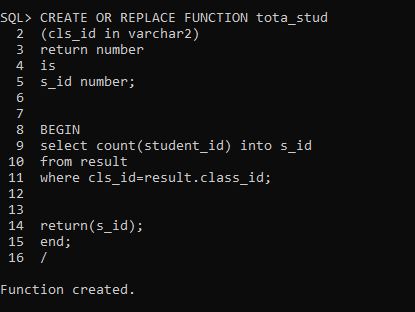 SQL> CREATE OR REPLACE FUNCTION tota_stud
  2  (cls_id in varchar2)
  3  return number
  4  is
  5  s_id number;
  6
  7
  8  BEGIN
  9  select count(student_id) into s_id
 10  from result
 11  where cls_id=result.class_id;
 12
 13
 14  return(s_id);
 15  end;
 16  /
Function created.